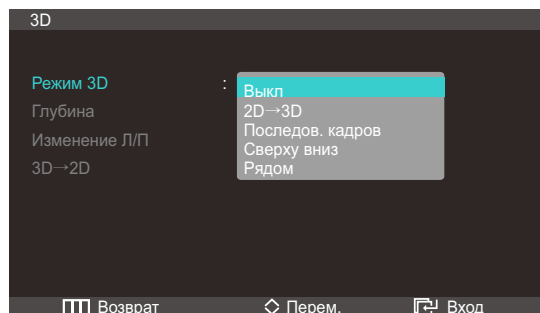 3D
Режим 3D : Выкл
Глубина 2D→3D
Изменение Л/П Последов. кадров
Сверху вниз
3D→2D Рядом
Возврат Перем. Вход